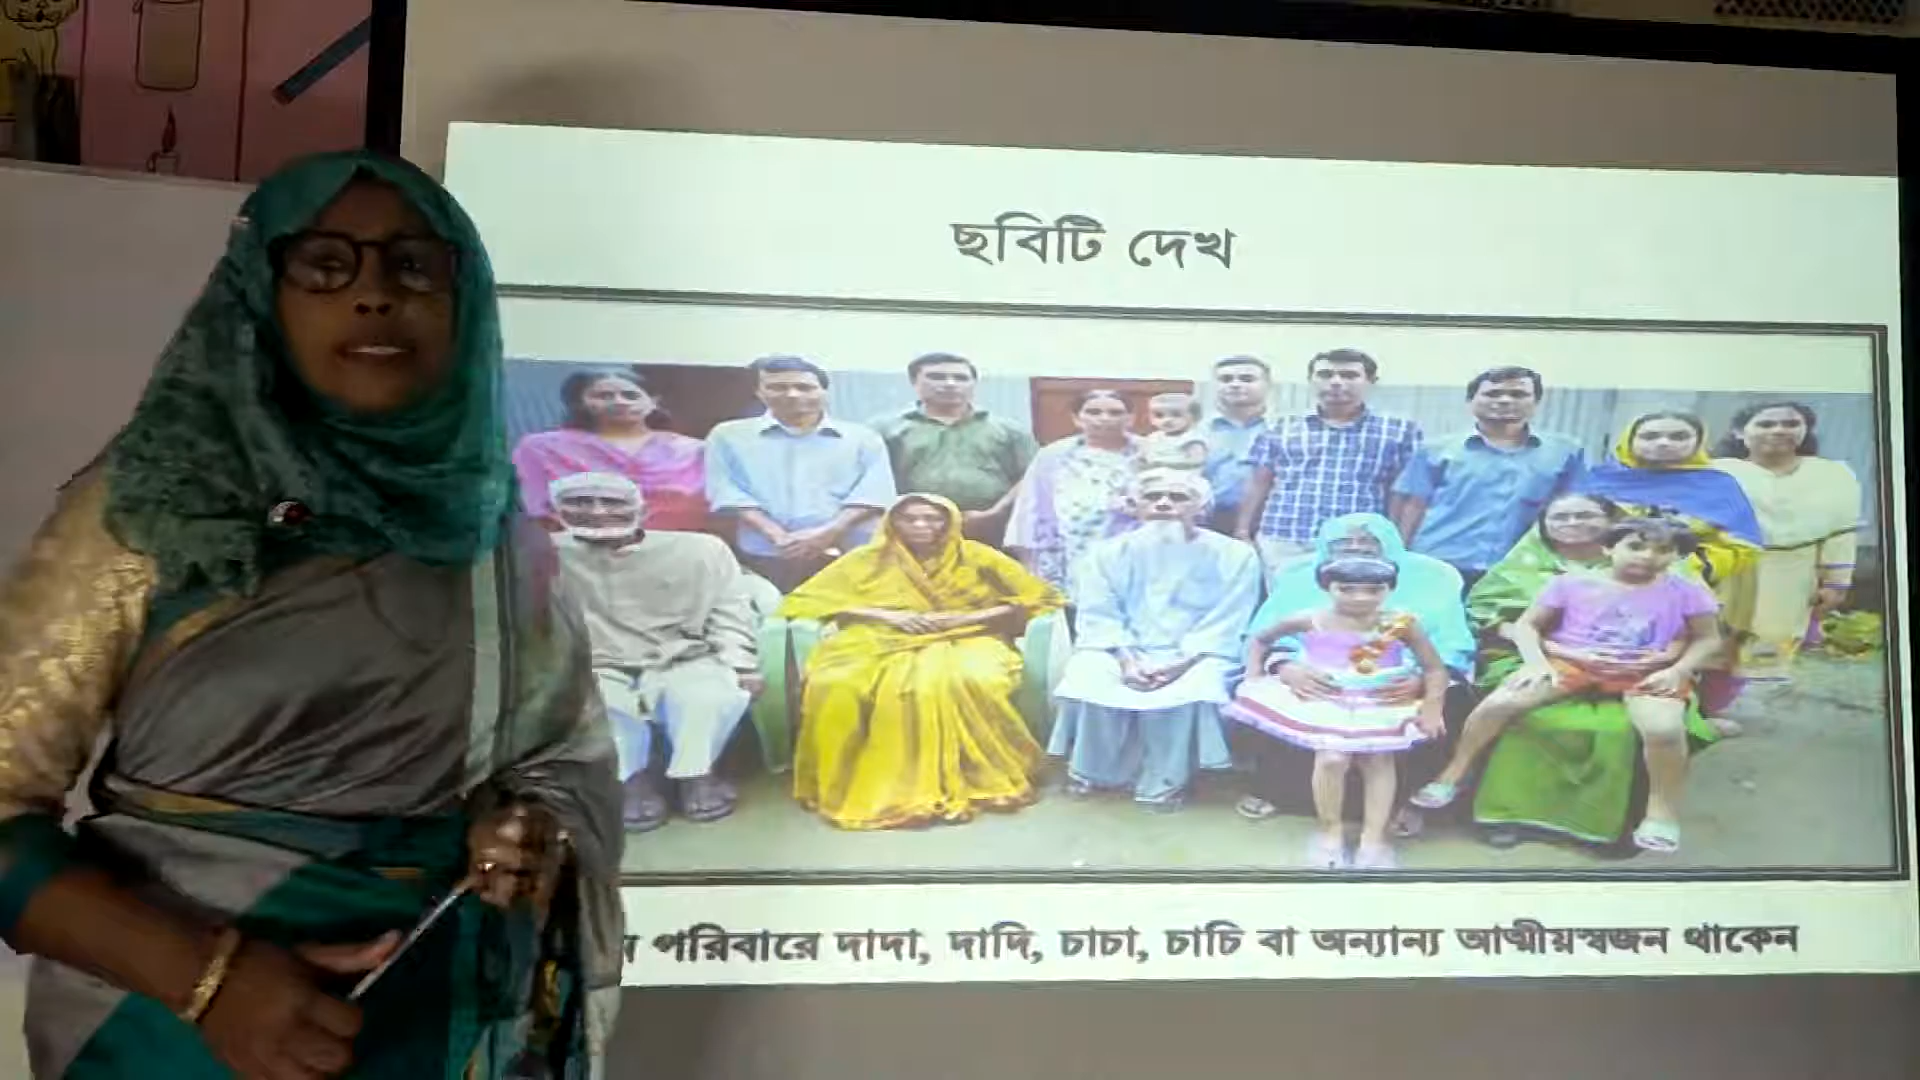 ছবিটি দেখ
পরিবারে দাদা, দাদি, চাচা, চাচি বা অন্যান্য আত্মীয়স্বজন থাকেন